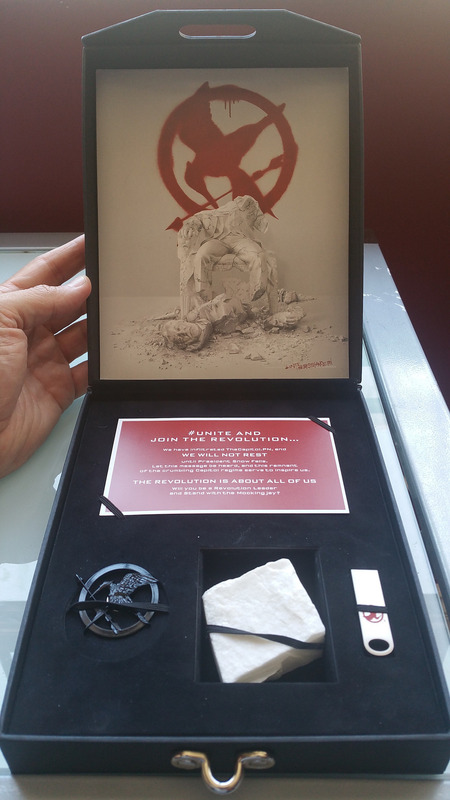 #UNITE AND
JOIN THE REVOLUTION...
We have infiltrated TheCapitol.PN, and
WE WILL NOT REST
until President Snow falls.
Let this message be heard, and this remnant
of the crumbling Capitol regime serve to inspire us.
THE REVOLUTION IS ABOUT ALL OF US
Will you be a Revolution Leader
and Stand with the Mockingjay?